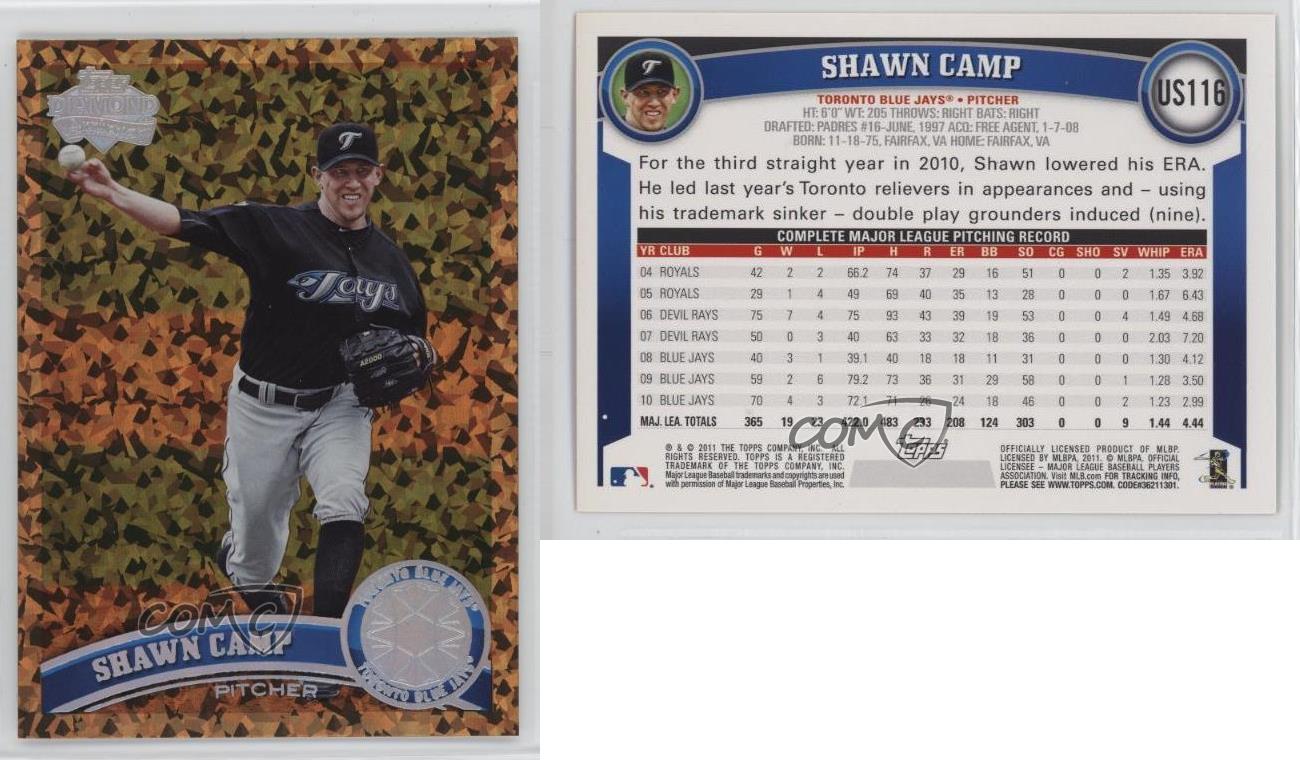 TOPPS
DIAMOND
ANNIVERSARY
Jays
A2000
TORONTO BLUE JAYS®
TORONTO BLUE JAYS®
COMC
SHAWN CAMP
PITCHER
SHAWN CAMP
US116
TORONTO BLUE JAYS® • PITCHER
HT: 6'0" WT: 205 THROWS: RIGHT BATS: RIGHT
DRAFTED: PADRES #16-JUNE, 1997 ACQ: FREE AGENT, 1-7-08
BORN: 11-18-75, FAIRFAX, VA HOME: FAIRFAX, VA
For the third straight year in 2010, Shawn lowered his ERA.
He led last year's Toronto relievers in appearances and – using
his trademark sinker – double play grounders induced (nine).
COMPLETE MAJOR LEAGUE PITCHING RECORD
YR CLUB G W L IP H R ER BB SO CG SHO SV WHIP ERA
04 ROYALS 42 2 2 66.2 74 37 29 16 51 0 0 2 1.35 3.92
05 ROYALS 29 1 4 49 69 40 35 13 28 0 0 0 1.67 6.43
06 DEVIL RAYS 75 7 4 75 93 43 39 19 53 0 0 4 1.49 4.68
07 DEVIL RAYS 50 0 3 40 63 33 32 18 36 0 0 0 2.03 7.20
08 BLUE JAYS 40 3 1 39.1 40 18 18 11 31 0 0 0 1.30 4.12
09 BLUE JAYS 59 2 6 79.2 73 36 31 29 58 0 0 1 1.28 3.50
10 BLUE JAYS 70 4 3 72.1 71 26 24 18 46 0 0 2 1.23 2.99
MAJ. LEA. TOTALS 365 19 23 422.0 483 233 208 124 303 0 0 9 1.44 4.44
COMC
TOPPS
® & © 2011 THE TOPPS COMPANY, INC. ALL
RIGHTS RESERVED. TOPPS IS A REGISTERED
TRADEMARK OF THE TOPPS COMPANY, INC.
Major League Baseball trademarks and copyrights are used
with permission of Major League Baseball Properties, Inc.
OFFICIALLY LICENSED PRODUCT OF MLBP.
LICENSED BY MLBPA, 2011. © MLBPA. OFFICIAL
LICENSEE – MAJOR LEAGUE BASEBALL PLAYERS
ASSOCIATION. Visit MLB.com FOR TRACKING INFO,
PLEASE SEE WWW.TOPPS.COM. CODE#36211301.